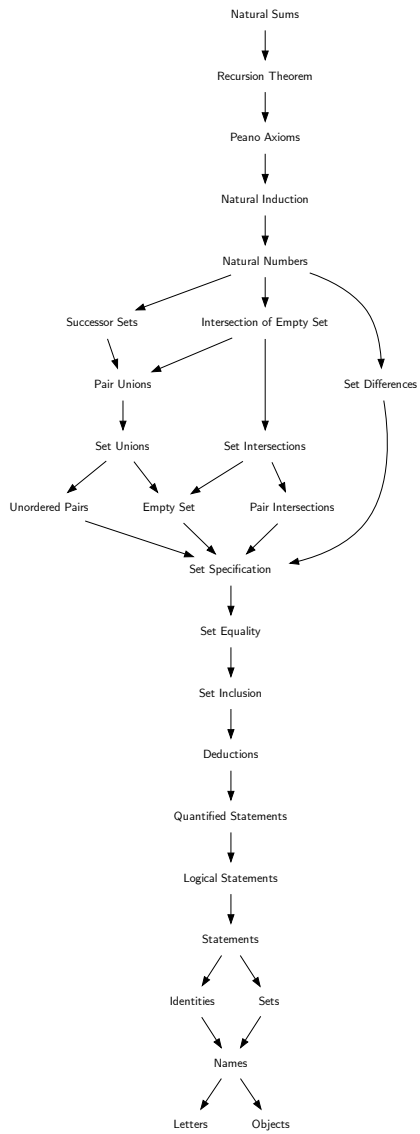 Natural Sums
Recursion Theorem
Peano Axioms
Natural Induction
Natural Numbers
Successor Sets
Intersection of Empty Set
Pair Unions
Set Differences
Set Unions
Set Intersections
Unordered Pairs
Empty Set
Pair Intersections
Set Specification
Set Equality
Set Inclusion
Deductions
Quantified Statements
Logical Statements
Statements
Identities
Sets
Names
Letters
Objects